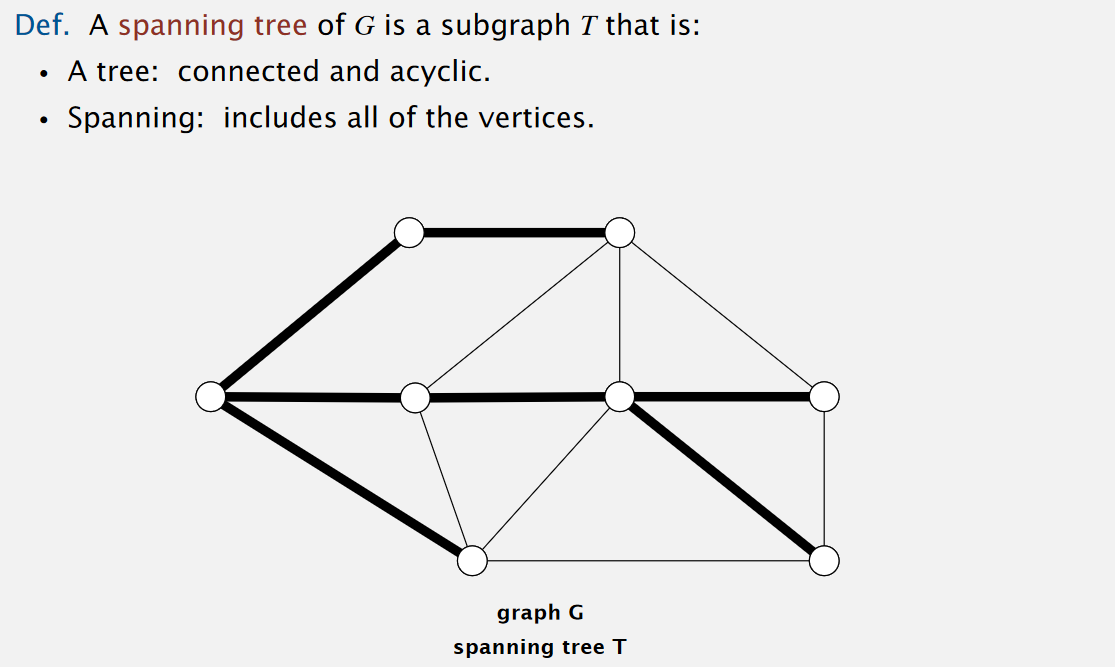 Def. A spanning tree of G is a subgraph T that is:
• A tree: connected and acyclic.
• Spanning: includes all of the vertices.
graph G
spanning tree T